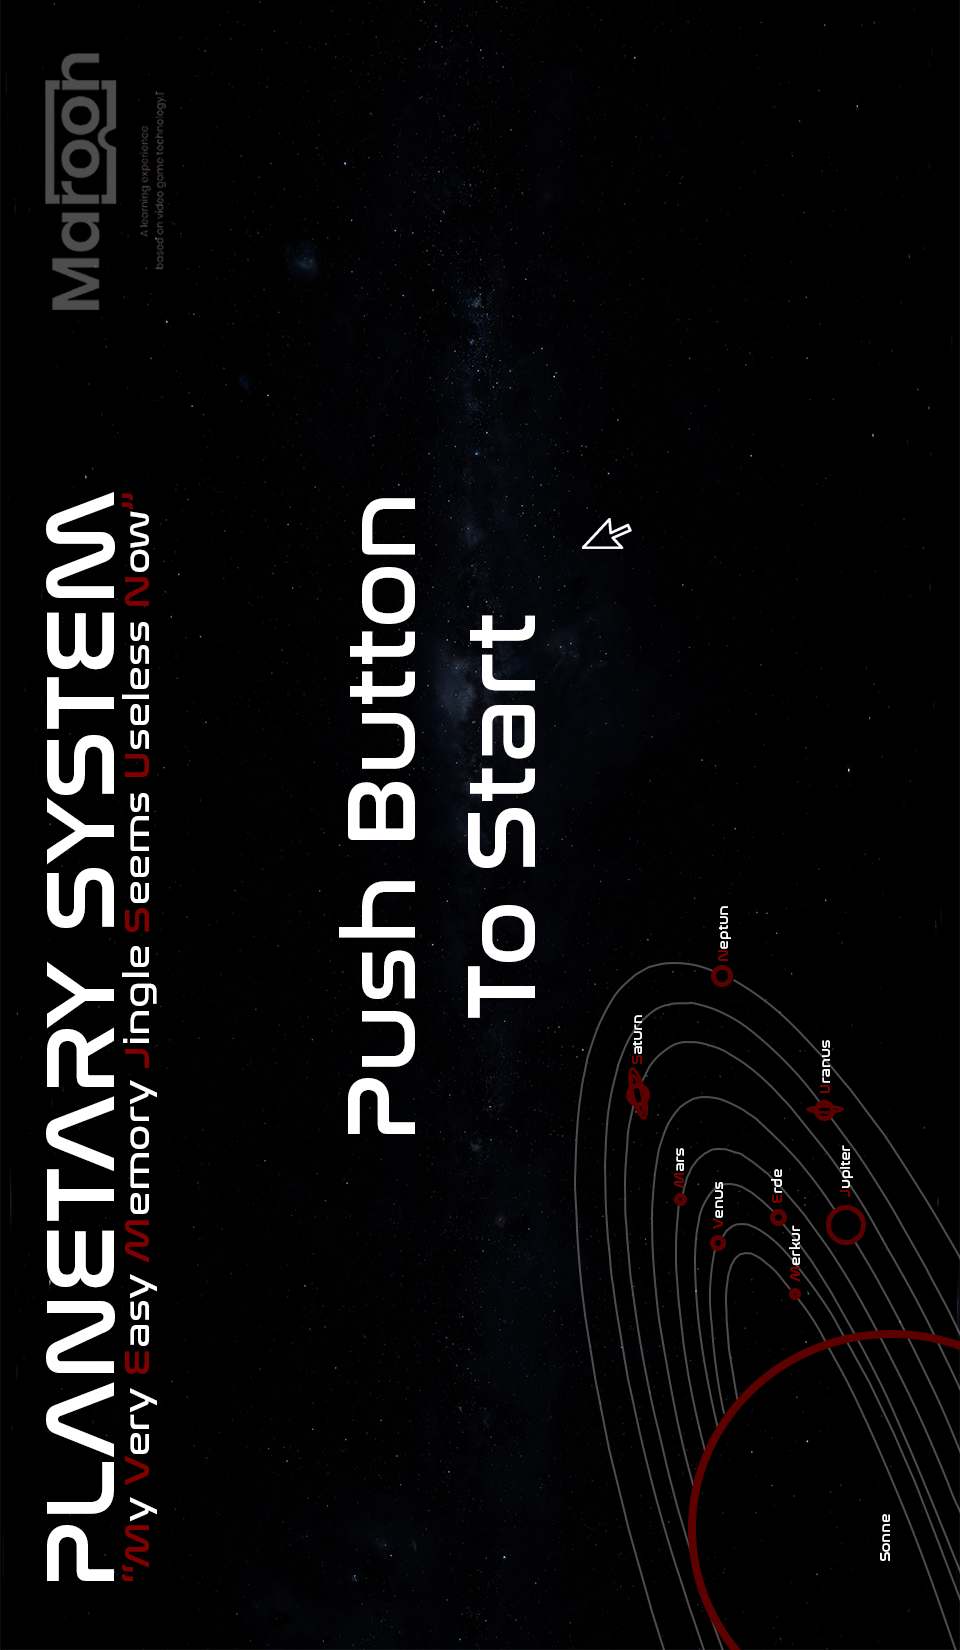 PLANETARY SYSTEM
“My Very Easy Memory Jingle Seems Useless Now”
Maroon
A learning experience
based on video game technology.
Push Button
To Start
Neptun
Saturn
Uranus
Mars
Jupiter
Venus
Erde
Merkur
Sonne